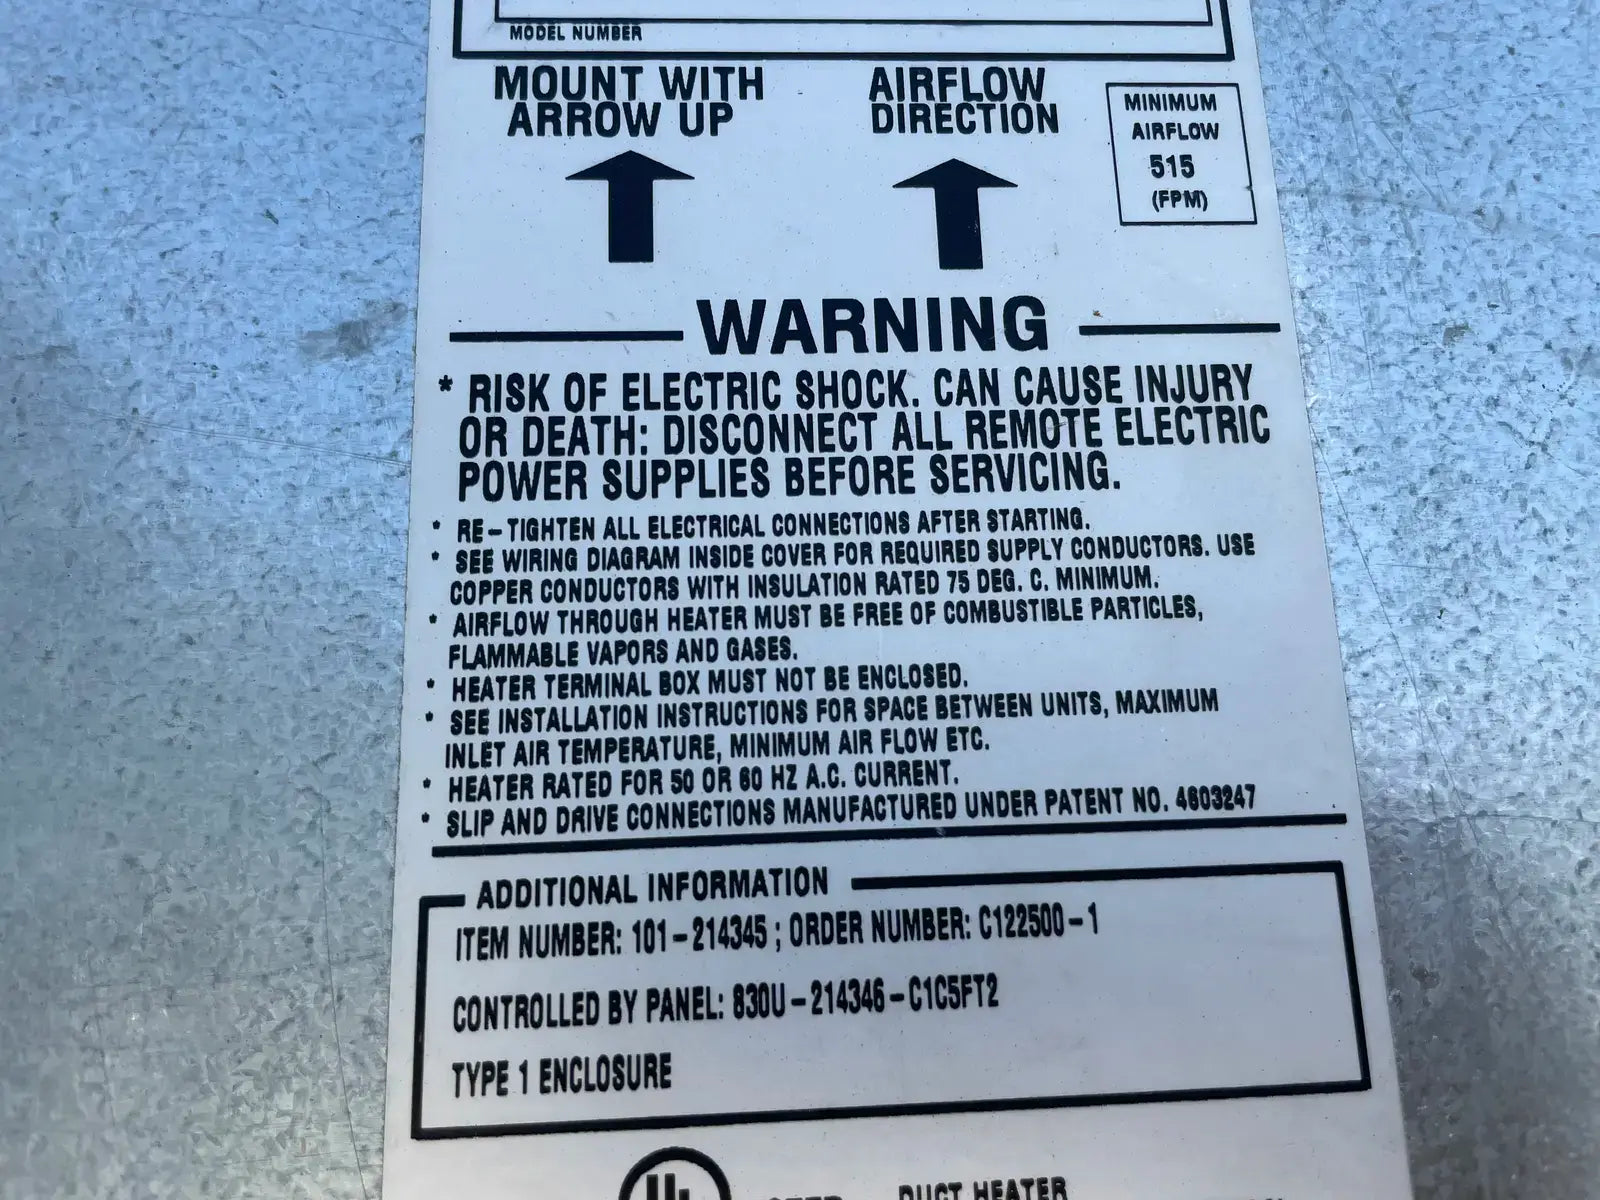 MODEL NUMBER
MOUNT WITH
ARROW UP
AIRFLOW
DIRECTION
MINIMUM
AIRFLOW
515
(FPM)
WARNING
* RISK OF ELECTRIC SHOCK. CAN CAUSE INJURY
OR DEATH: DISCONNECT ALL REMOTE ELECTRIC
POWER SUPPLIES BEFORE SERVICING.
* RE-TIGHTEN ALL ELECTRICAL CONNECTIONS AFTER STARTING.
* SEE WIRING DIAGRAM INSIDE COVER FOR REQUIRED SUPPLY CONDUCTORS. USE
COPPER CONDUCTORS WITH INSULATION RATED 75 DEG. C. MINIMUM.
* AIRFLOW THROUGH HEATER MUST BE FREE OF COMBUSTIBLE PARTICLES,
FLAMMABLE VAPORS AND GASES.
* HEATER TERMINAL BOX MUST NOT BE ENCLOSED.
* SEE INSTALLATION INSTRUCTIONS FOR SPACE BETWEEN UNITS, MAXIMUM
INLET AIR TEMPERATURE, MINIMUM AIR FLOW ETC.
* HEATER RATED FOR 50 OR 60 HZ A.C. CURRENT.
* SLIP AND DRIVE CONNECTIONS MANUFACTURED UNDER PATENT NO. 4603247
ADDITIONAL INFORMATION
ITEM NUMBER: 101-214345 ; ORDER NUMBER: C122500-1
CONTROLLED BY PANEL: 830U-214346-C1C5FT2
TYPE 1 ENCLOSURE
UL
DUCT HEATER